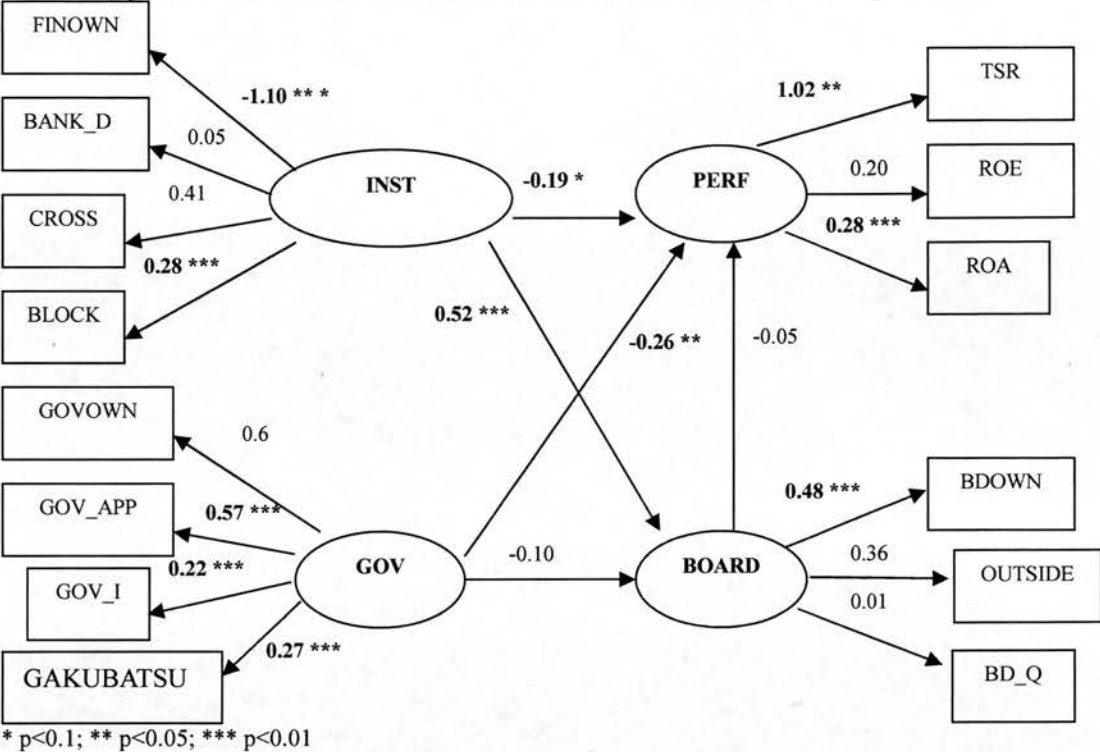 FINOWN
-1.10 ** *
BANK_D
0.05
CROSS
0.41
0.28 ***
BLOCK
INST
-0.19 *
PERF
1.02 **
TSR
0.20
ROE
0.28 ***
ROA
0.52 ***
-0.26 **
-0.05
GOVOWN
0.6
GOV_APP
0.57 ***
0.22 ***
GOV_I
GAKUBATSU
0.27 ***
GOV
-0.10
BOARD
0.48 ***
BDOWN
0.36
OUTSIDE
0.01
BD_Q
* p<0.1; ** p<0.05; *** p<0.01